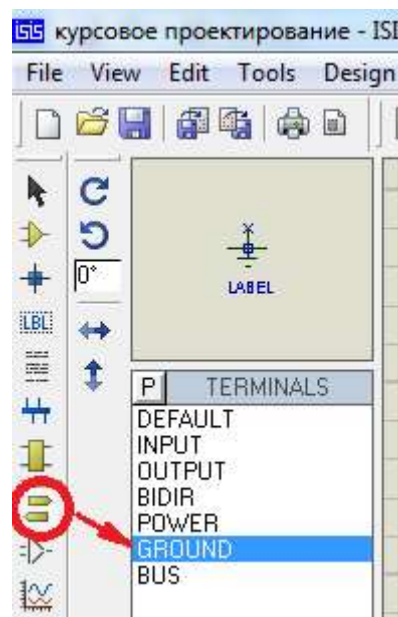 isis курсовое проектирование - ISI
File View Edit Tools Design
0°
LABEL
LBL
P TERMINALS
DEFAULT
INPUT
OUTPUT
BIDIR
POWER
GROUND
BUS